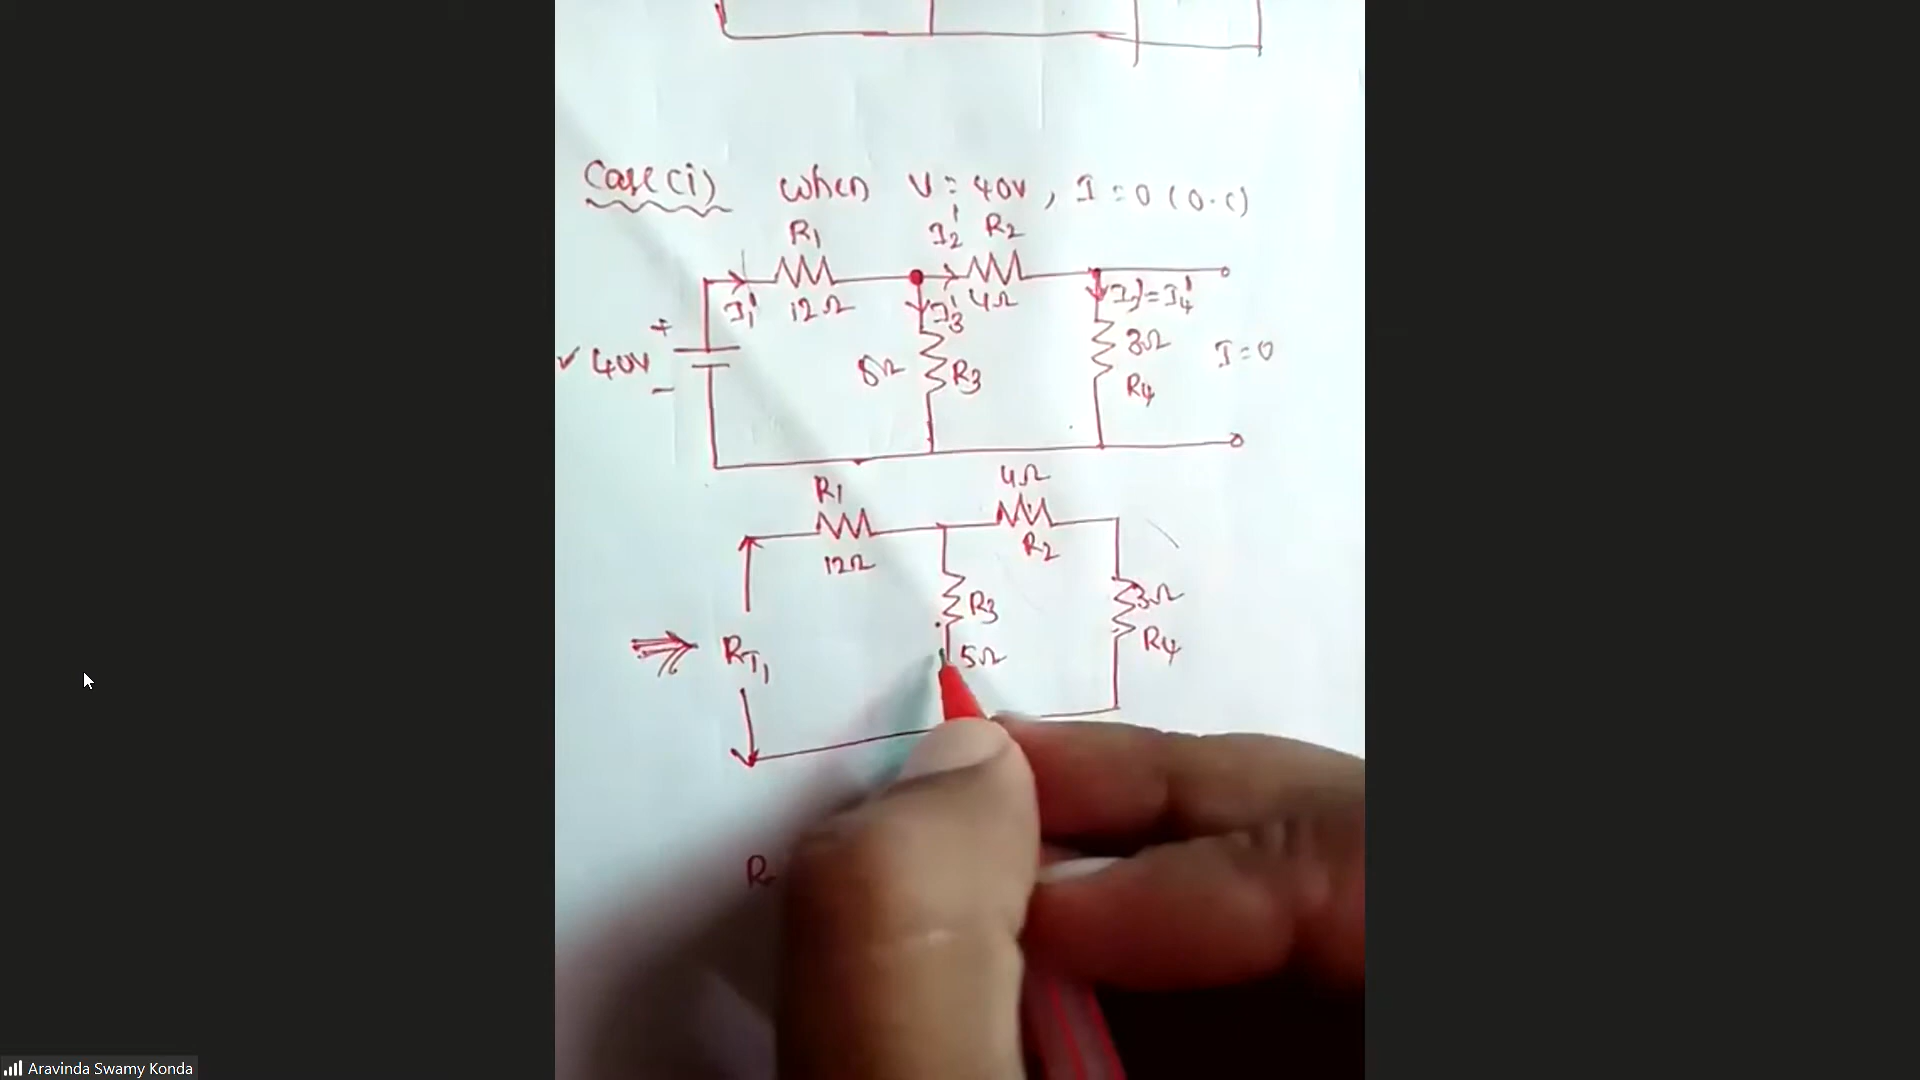 Case(i) When V = 40V, I = 0 (O.C)
R1 I2' R2
I1' 12Ω I3' 4Ω I2'=I4'
+
40V 5Ω R3 3Ω I=0
− R4
4Ω
R1
R2
12Ω
R3 3Ω
RT1 5Ω R4
R
Aravinda Swamy Konda